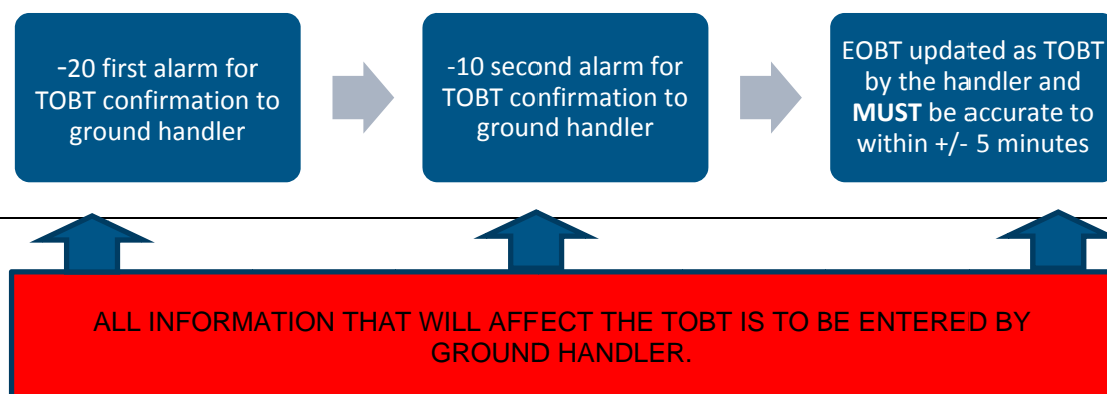 -20 first alarm for
TOBT confirmation to
ground handler
-10 second alarm for
TOBT confirmation to
ground handler
EOBT updated as TOBT
by the handler and
MUST be accurate to
within +/- 5 minutes
ALL INFORMATION THAT WILL AFFECT THE TOBT IS TO BE ENTERED BY
GROUND HANDLER.